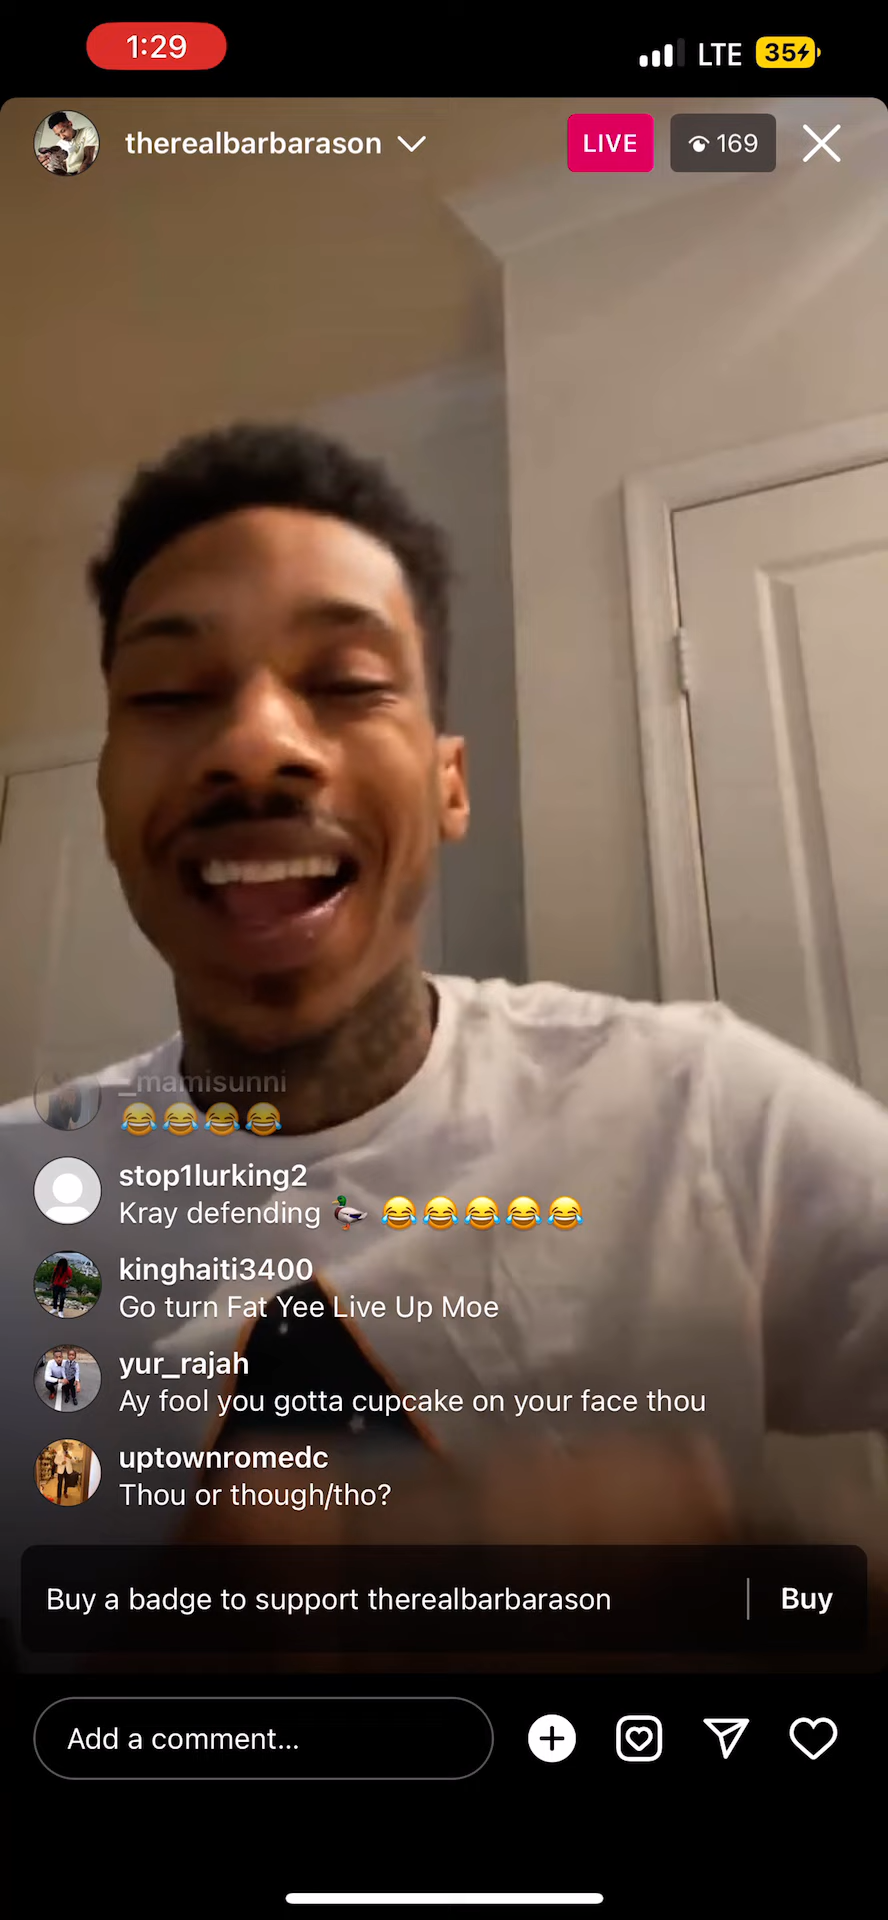 1:29
LTE 35
therealbarbarason
LIVE
169
_mamisunni
😂😂😂😂
stop1lurking2
Kray defending 🦆 😂😂😂😂😂
kinghaiti3400
Go turn Fat Yee Live Up Moe
yur_rajah
Ay fool you gotta cupcake on your face thou
uptownromedc
Thou or though/tho?
Buy a badge to support therealbarbarason
Buy
Add a comment...